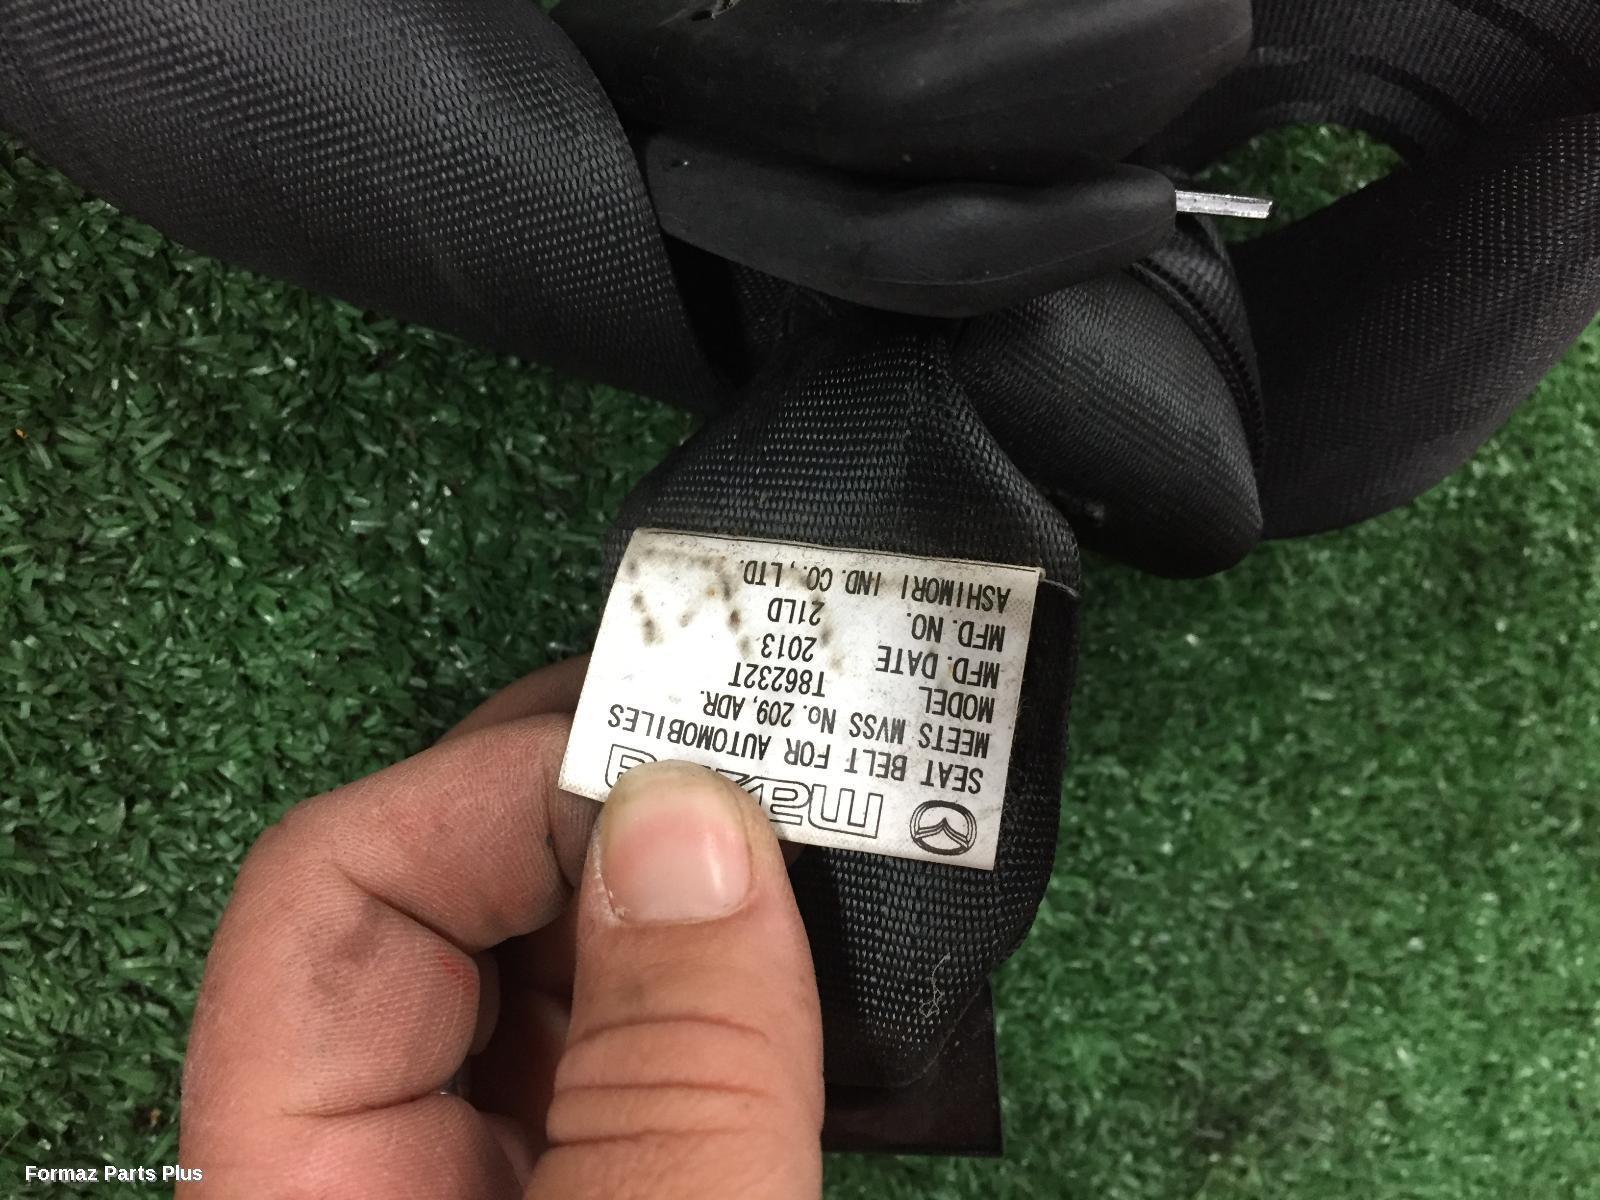 mazda
SEAT BELT FOR AUTOMOBILES
MEETS MVSS No. 209, ADR.
MODEL T86232T
MFD. DATE 2013
MFD. NO. 21LD
ASHIMORI IND. CO., LTD.
Formaz Parts Plus